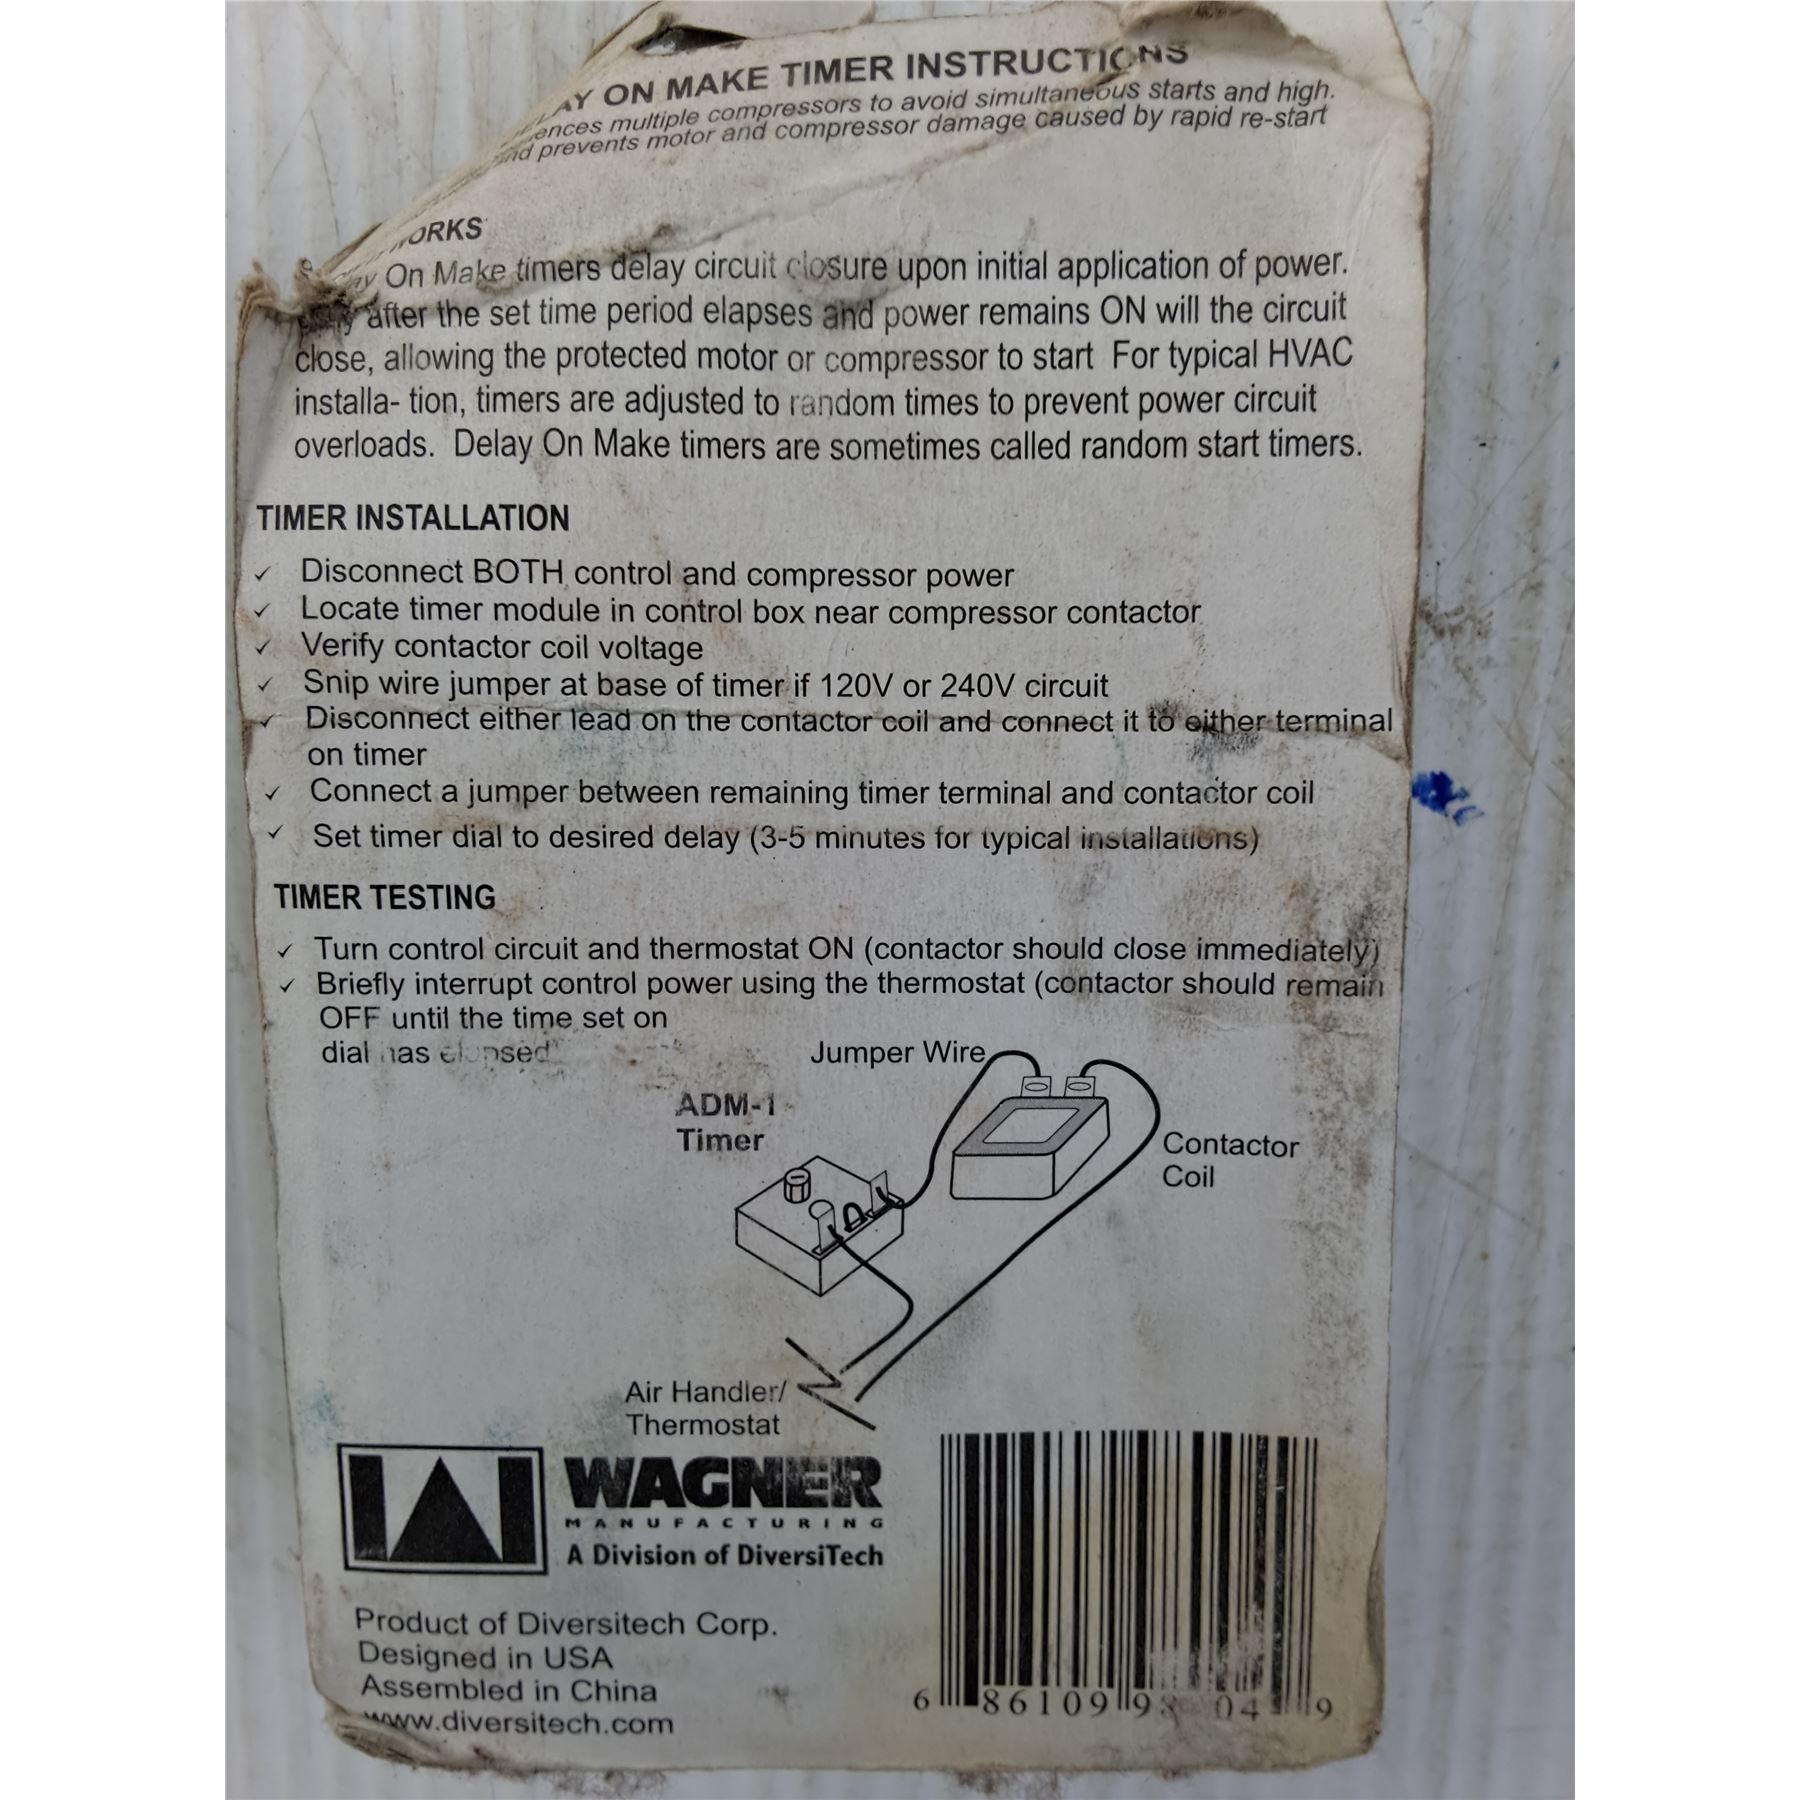 AY ON MAKE TIMER INSTRUCTIONS
ences multiple compressors to avoid simultaneous starts and high.
nd prevents motor and compressor damage caused by rapid re-start
ORKS
ay On Make timers delay circuit closure upon initial application of power.
after the set time period elapses and power remains ON will the circuit
close, allowing the protected motor or compressor to start For typical HVAC
installa- tion, timers are adjusted to random times to prevent power circuit
overloads. Delay On Make timers are sometimes called random start timers.
TIMER INSTALLATION
✓ Disconnect BOTH control and compressor power
✓ Locate timer module in control box near compressor contactor
✓ Verify contactor coil voltage
✓ Snip wire jumper at base of timer if 120V or 240V circuit
✓ Disconnect either lead on the contactor coil and connect it to either terminal
on timer
✓ Connect a jumper between remaining timer terminal and contactor coil
✓ Set timer dial to desired delay (3-5 minutes for typical installations)
TIMER TESTING
✓ Turn control circuit and thermostat ON (contactor should close immediately)
✓ Briefly interrupt control power using the thermostat (contactor should remain
OFF until the time set on
dial has elapsed
Jumper Wire
ADM-1
Timer
Contactor
Coil
Air Handler/
Thermostat
WAGNER
MANUFACTURING
A Division of DiversiTech
Product of Diversitech Corp.
Designed in USA
Assembled in China
www.diversitech.com
6 86109 9 04 9